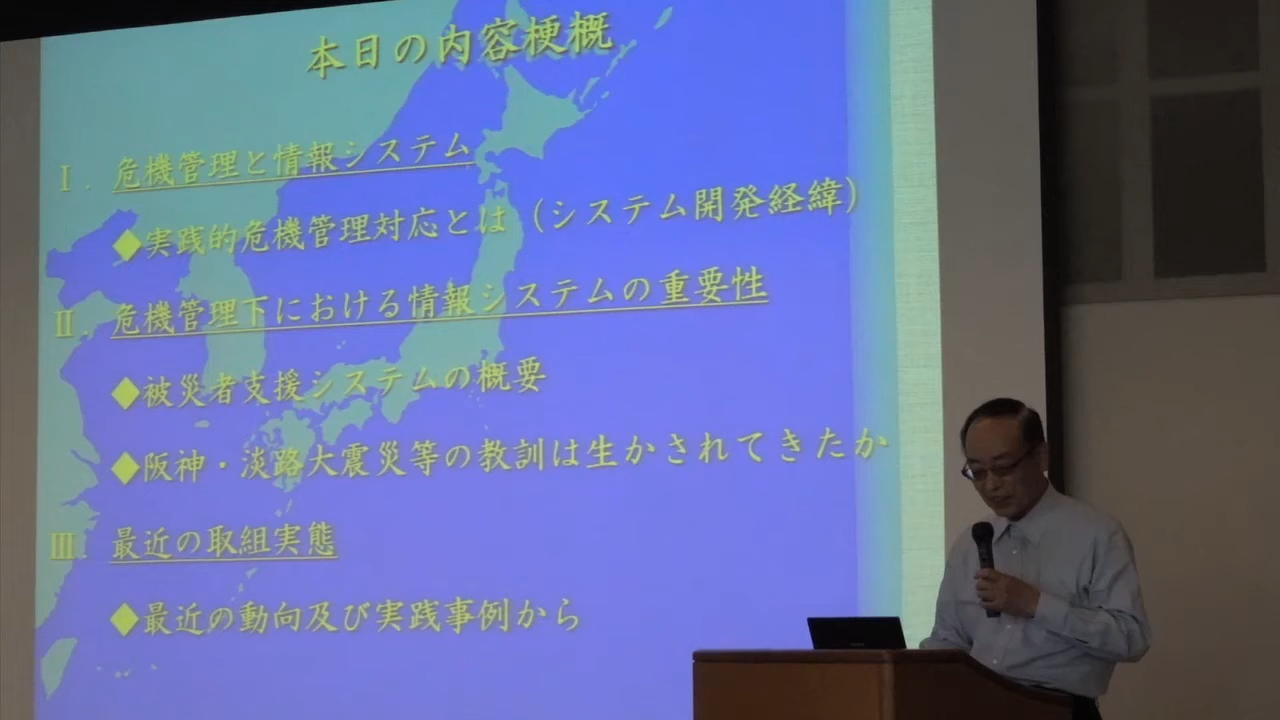 本日の内容梗概
Ⅰ．危機管理と情報システム
◆実践的危機管理対応とは（システム開発経緯）
Ⅱ．危機管理下における情報システムの重要性
◆被災者支援システムの概要
◆阪神・淡路大震災等の教訓は生かされてきたか
Ⅲ．最近の取組実態
◆最近の動向及び実践事例から